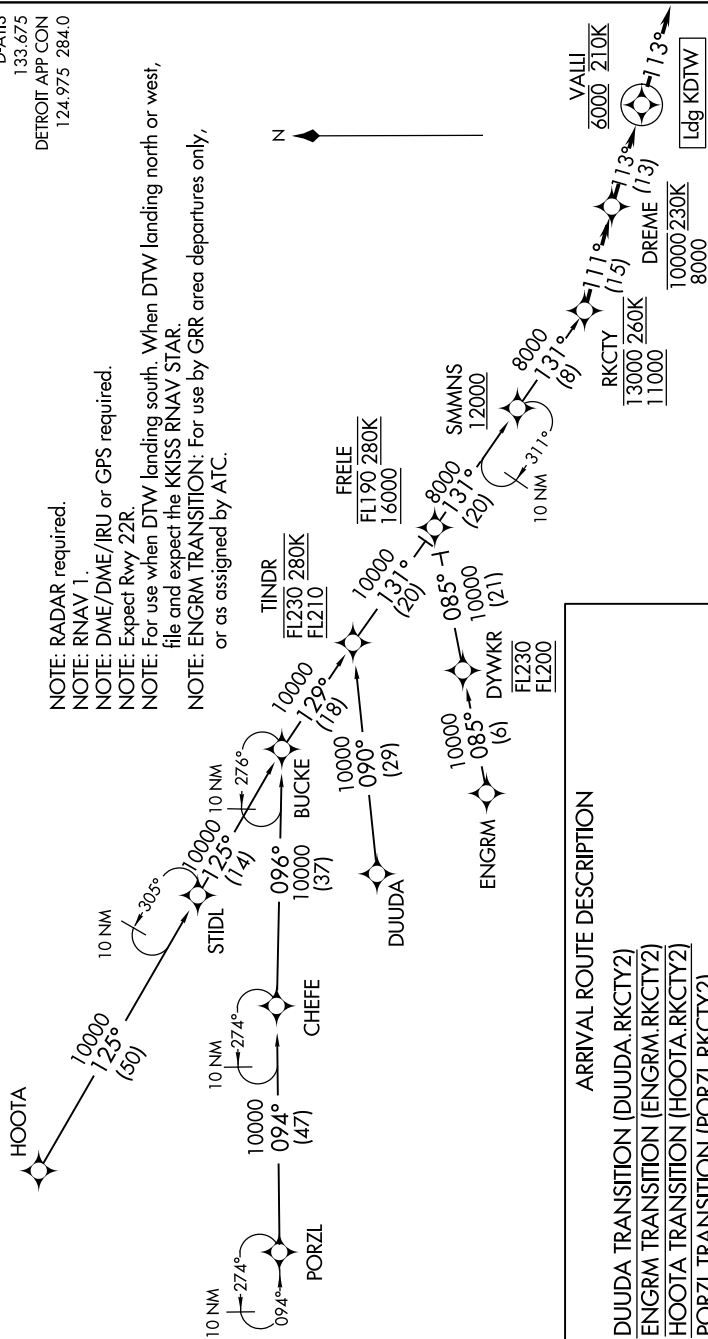 D-ATIS
133.675
DETROIT APP CON
124.975 284.0
NOTE: RADAR required.
NOTE: RNAV 1.
NOTE: DME/DME/IRU or GPS required.
NOTE: Expect Rwy 22R.
NOTE: For use when DTW landing south. When DTW landing north or west,
file and expect the KKISS RNAV STAR.
NOTE: ENGRM TRANSITION: For use by GRR area departures only,
or as assigned by ATC.
N
HOOTA
10000
125°
(50)
10 NM
305°
STIDL
10000
125°
(14)
10 NM
276°
BUCKE
10 NM
274°
094°
PORZL
10000
094°
(47)
10 NM
274°
CHEFE
096°
10000
(37)
10000
129°
(18)
TINDR
FL230 280K
FL210
DUUDA
10000
090°
(29)
10000
131°
(20)
FRELE
FL190 280K
16000
ENGRM
10000
085°
(6)
DYWKR
FL230
FL200
085°
10000
(21)
8000
131°
(20)
SMMNS
12000
10 NM
311°
8000
131°
(8)
RKCTY
13000 260K
11000
111°
(15)
DREME
10000 230K
8000
113°
(13)
VALLI
6000 210K
113°
Ldg KDTW
ARRIVAL ROUTE DESCRIPTION
DUUDA TRANSITION (DUUDA.RKCTY2)
ENGRM TRANSITION (ENGRM.RKCTY2)
HOOTA TRANSITION (HOOTA.RKCTY2)
PORZL TRANSITION (PORZL.RKCTY2)